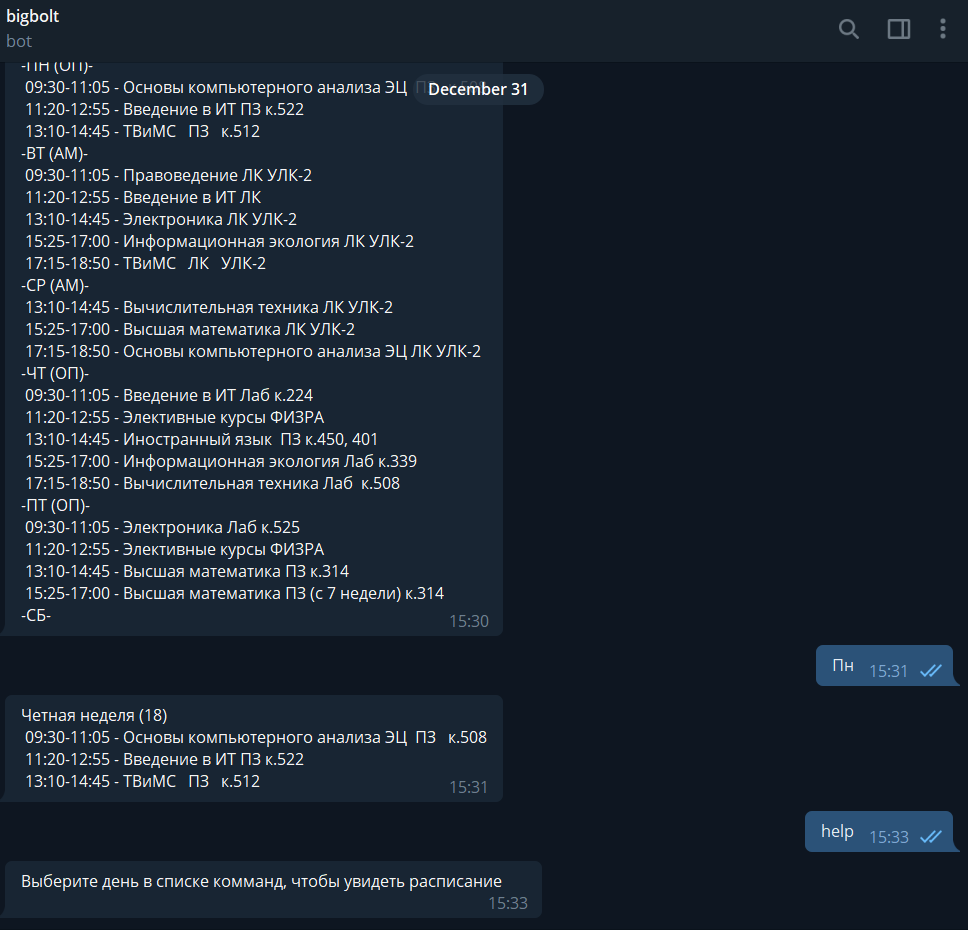 bigbolt
bot
-ПН (ОП)-
December 31
09:30-11:05 - Основы компьютерного анализа ЭЦ
11:20-12:55 - Введение в ИТ ПЗ к.522
13:10-14:45 - ТВиМС ПЗ к.512
-ВТ (АМ)-
09:30-11:05 - Правоведение ЛК УЛК-2
11:20-12:55 - Введение в ИТ ЛК
13:10-14:45 - Электроника ЛК УЛК-2
15:25-17:00 - Информационная экология ЛК УЛК-2
17:15-18:50 - ТВиМС ЛК УЛК-2
-СР (АМ)-
13:10-14:45 - Вычислительная техника ЛК УЛК-2
15:25-17:00 - Высшая математика ЛК УЛК-2
17:15-18:50 - Основы компьютерного анализа ЭЦ ЛК УЛК-2
-ЧТ (ОП)-
09:30-11:05 - Введение в ИТ Лаб к.224
11:20-12:55 - Элективные курсы ФИЗРА
13:10-14:45 - Иностранный язык ПЗ к.450, 401
15:25-17:00 - Информационная экология Лаб к.339
17:15-18:50 - Вычислительная техника Лаб к.508
-ПТ (ОП)-
09:30-11:05 - Электроника Лаб к.525
11:20-12:55 - Элективные курсы ФИЗРА
13:10-14:45 - Высшая математика ПЗ к.314
15:25-17:00 - Высшая математика ПЗ (с 7 недели) к.314
-СБ-
15:30
Пн 15:31
Четная неделя (18)
09:30-11:05 - Основы компьютерного анализа ЭЦ ПЗ к.508
11:20-12:55 - Введение в ИТ ПЗ к.522
13:10-14:45 - ТВиМС ПЗ к.512
15:31
help 15:33
Выберите день в списке комманд, чтобы увидеть расписание
15:33